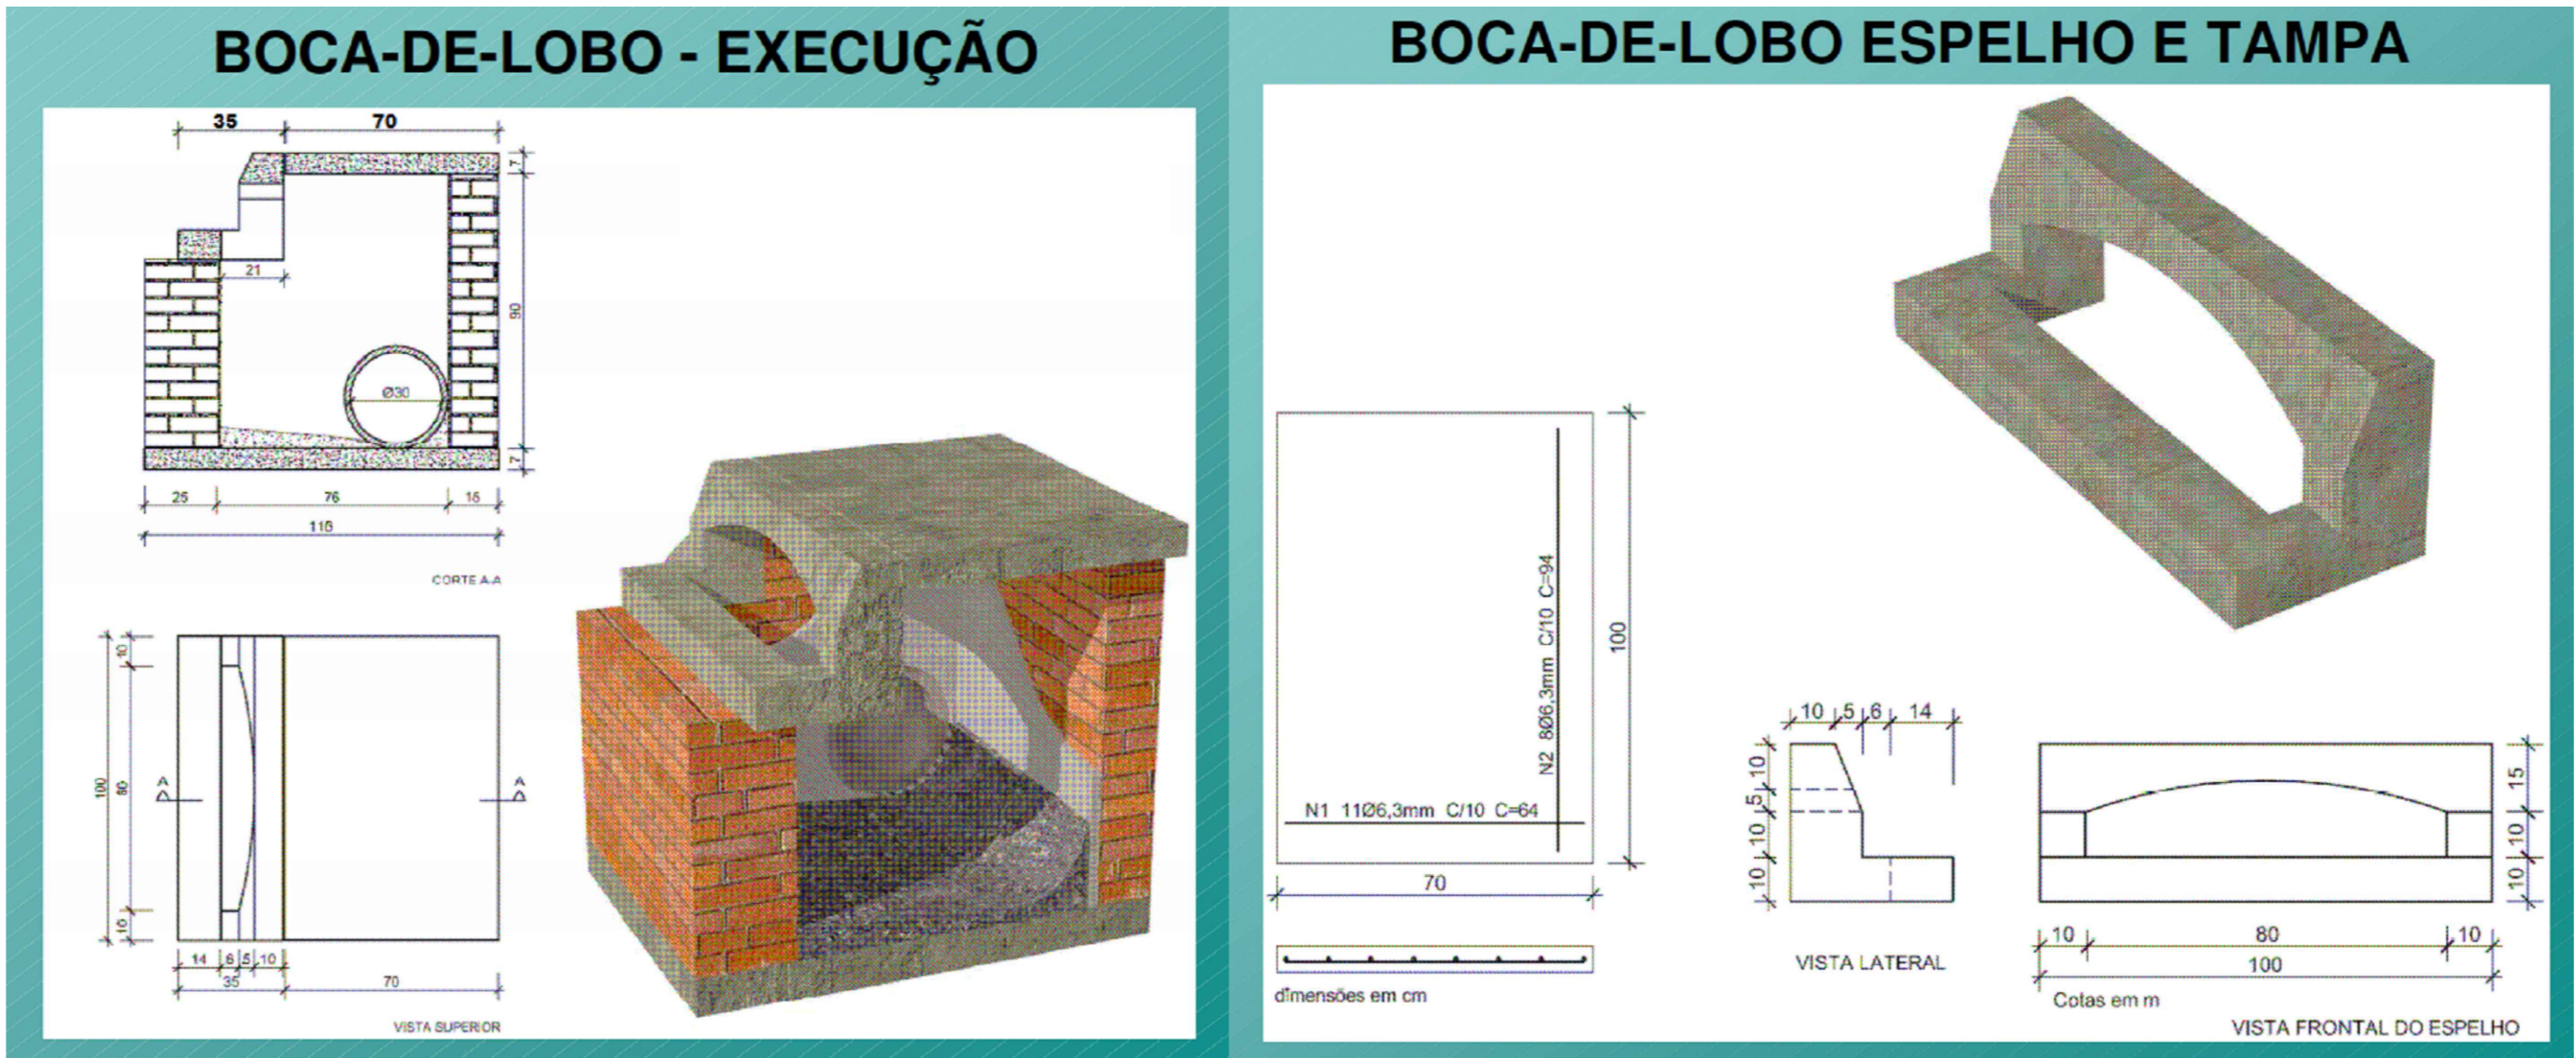 BOCA-DE-LOBO - EXECUÇÃO
35 70
7
21
90
Ø30
7
25 76 15
116
CORTE A-A
10
100
80
A A
10
14 6 5 10
35 70
VISTA SUPERIOR
BOCA-DE-LOBO ESPELHO E TAMPA
N2 8Ø6,3mm C/10 C=94
100
N1 11Ø6,3mm C/10 C=64
70
dimensões em cm
10 5 6 14
10
5
10
10
VISTA LATERAL
15
10
10
10 80 10
100
Cotas em m
VISTA FRONTAL DO ESPELHO